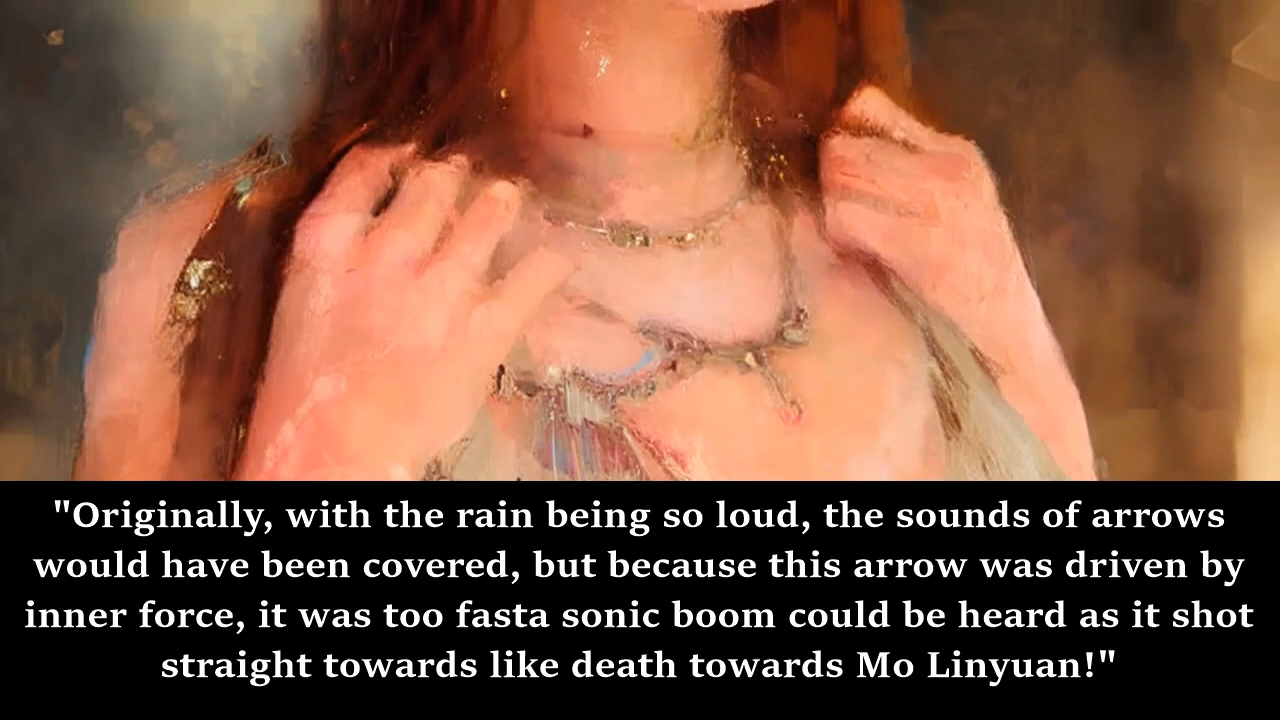 "Originally, with the rain being so loud, the sounds of arrows
would have been covered, but because this arrow was driven by
inner force, it was too fasta sonic boom could be heard as it shot
straight towards like death towards Mo Linyuan!"